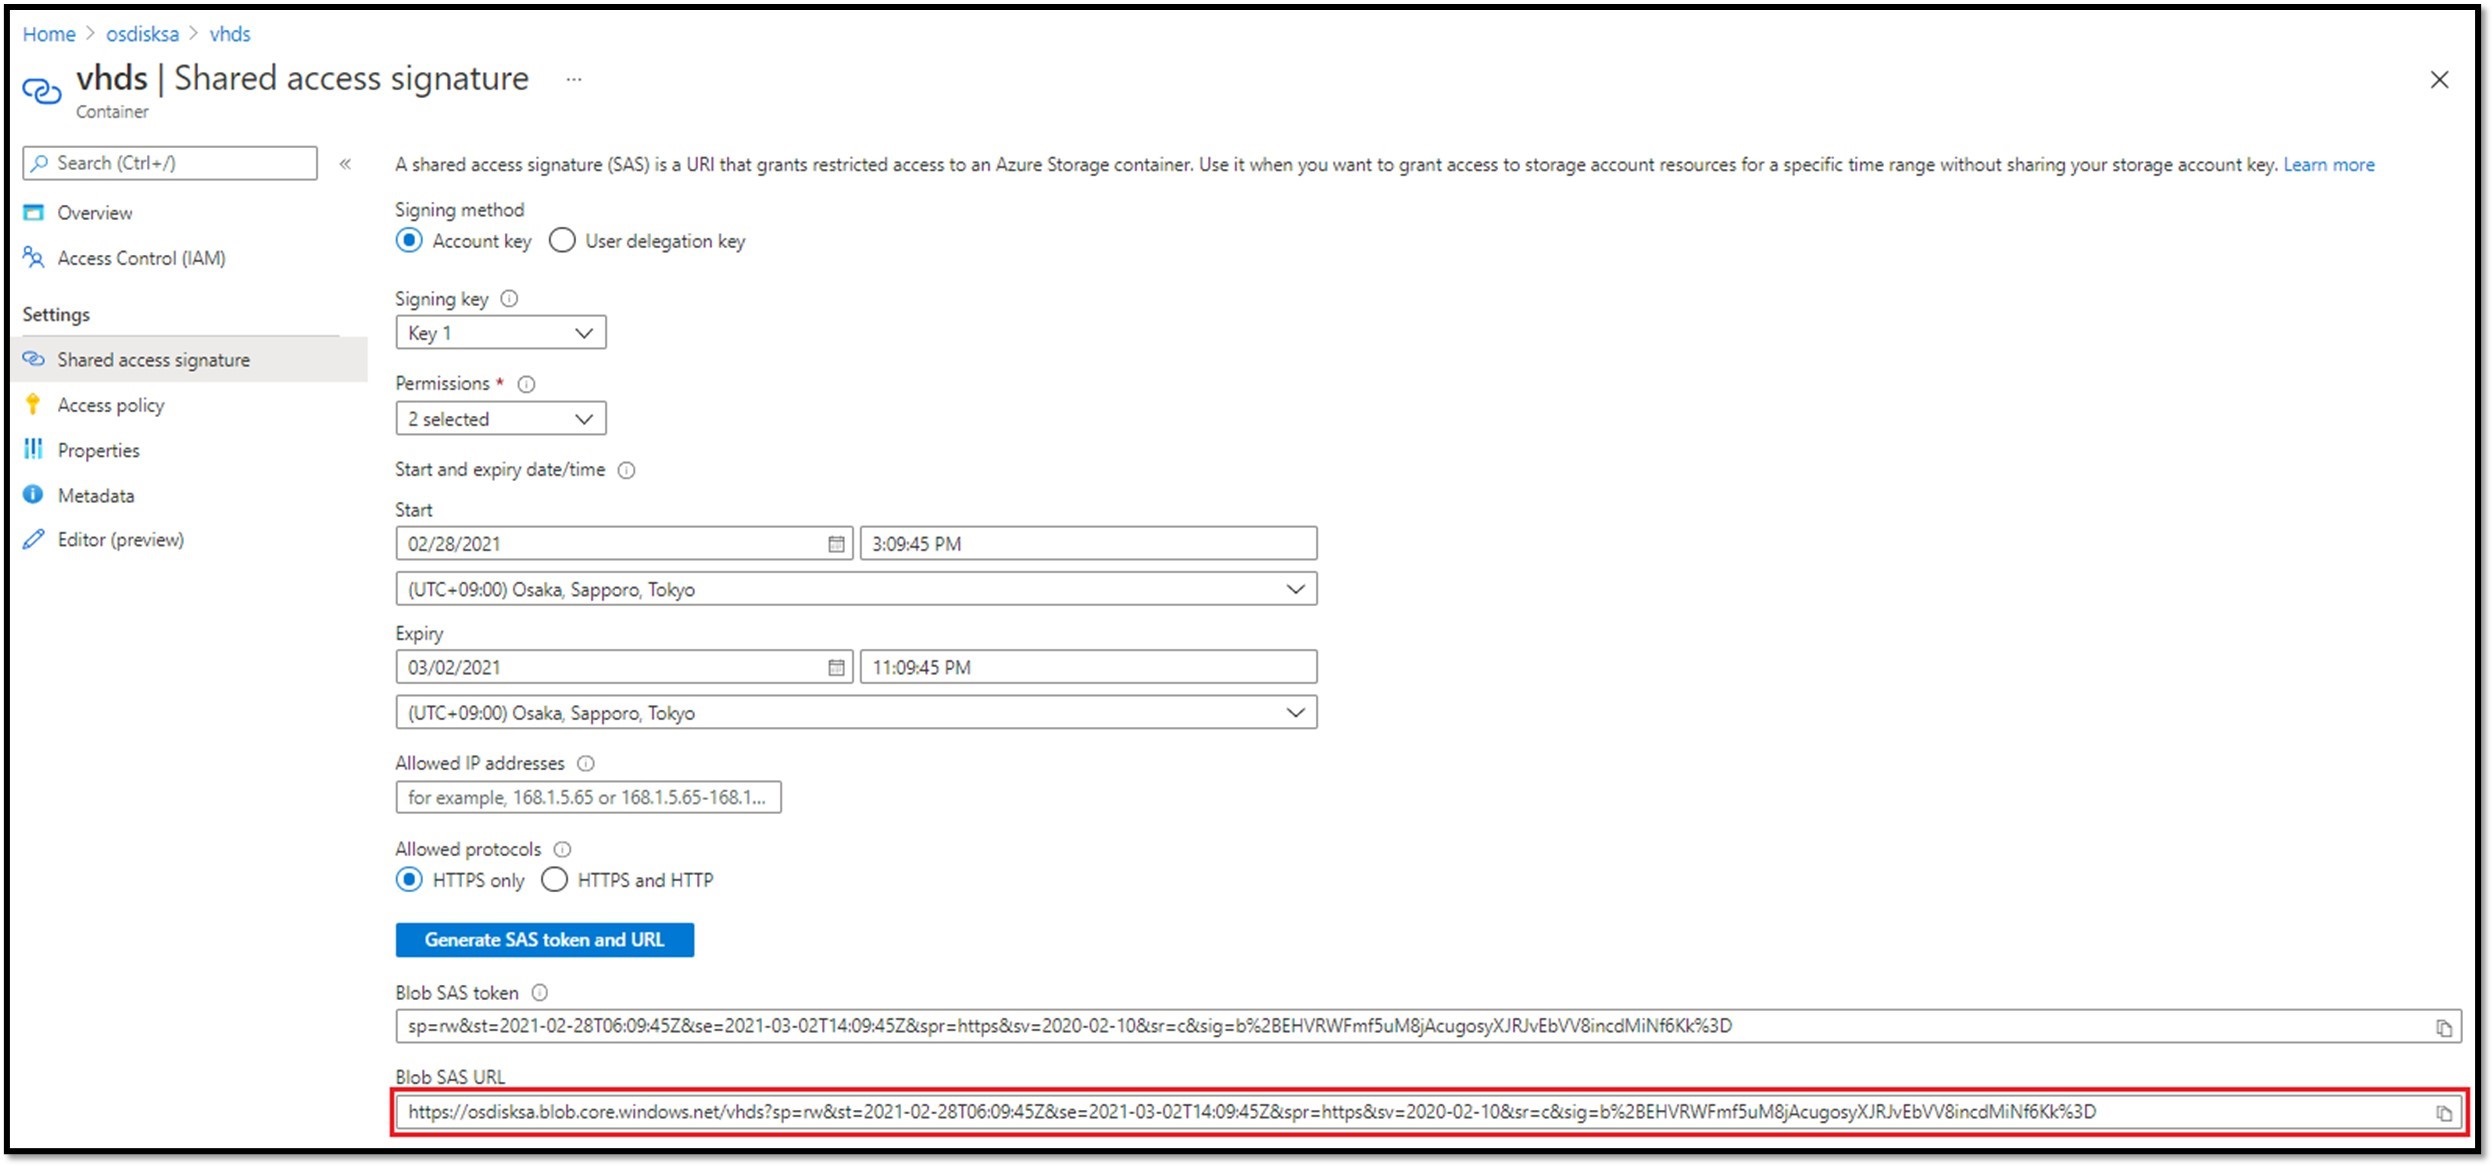 Home > osdisksa > vhds
vhds | Shared access signature ...
Container
Search (Ctrl+/)
«
Overview
Access Control (IAM)
Settings
Shared access signature
Access policy
Properties
Metadata
Editor (preview)
A shared access signature (SAS) is a URI that grants restricted access to an Azure Storage container. Use it when you want to grant access to storage account resources for a specific time range without sharing your storage account key. Learn more
Signing method
Account key User delegation key
Signing key
Key 1
Permissions *
2 selected
Start and expiry date/time
Start
02/28/2021 3:09:45 PM
(UTC+09:00) Osaka, Sapporo, Tokyo
Expiry
03/02/2021 11:09:45 PM
(UTC+09:00) Osaka, Sapporo, Tokyo
Allowed IP addresses
for example, 168.1.5.65 or 168.1.5.65-168.1...
Allowed protocols
HTTPS only HTTPS and HTTP
Generate SAS token and URL
Blob SAS token
sp=rw&st=2021-02-28T06:09:45Z&se=2021-03-02T14:09:45Z&spr=https&sv=2020-02-10&sr=c&sig=b%2BEHVRWFmf5uM8jAcugosyXJRJvEbVV8incdMiNf6Kk%3D
Blob SAS URL
https://osdisksa.blob.core.windows.net/vhds?sp=rw&st=2021-02-28T06:09:45Z&se=2021-03-02T14:09:45Z&spr=https&sv=2020-02-10&sr=c&sig=b%2BEHVRWFmf5uM8jAcugosyXJRJvEbVV8incdMiNf6Kk%3D